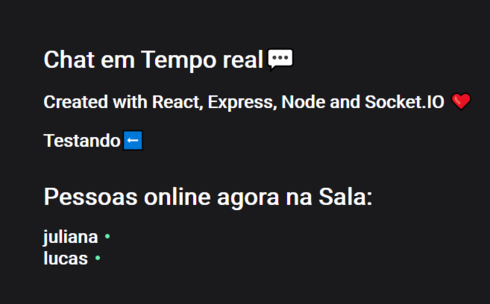 Chat em Tempo real💬
Created with React, Express, Node and Socket.IO ❤️
Testando⬅️
Pessoas online agora na Sala:
juliana •
lucas •